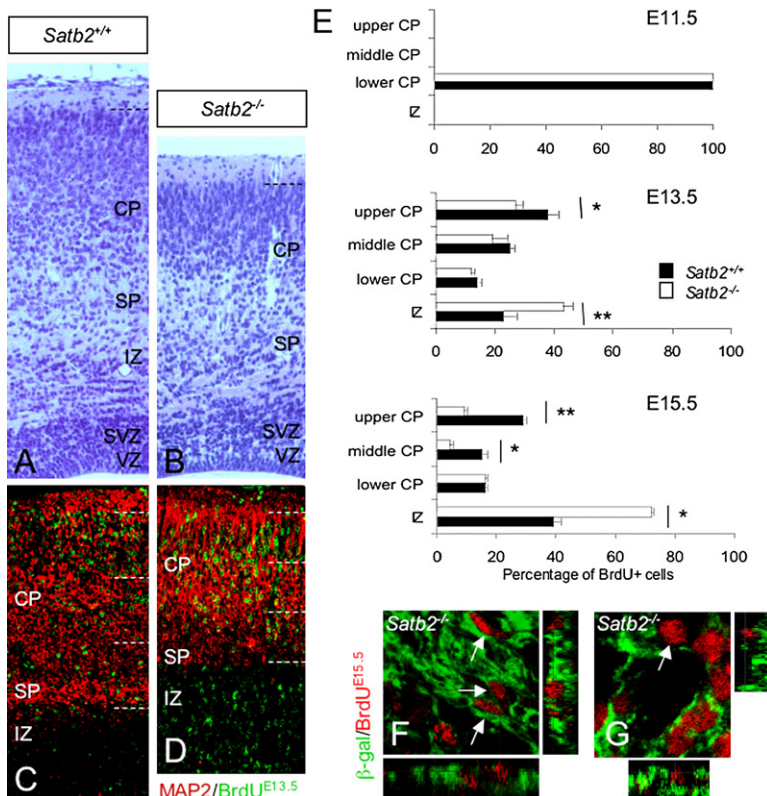 Satb2+/+
Satb2-/-
CP
SP
IZ
SVZ
VZ
A
CP
SP
SVZ
VZ
B
CP
SP
IZ
C
CP
SP
IZ
D
MAP2/BrdUE13.5
E
E11.5
upper CP
middle CP
lower CP
IZ
0 20 40 60 80 100
E13.5
upper CP *
middle CP
lower CP
IZ **
Satb2+/+
Satb2-/-
0 20 40 60 80 100
E15.5
upper CP **
middle CP *
lower CP
IZ *
0 20 40 60 80 100
Percentage of BrdU+ cells
β-gal/BrdUE15.5
Satb2-/-
F
Satb2-/-
G